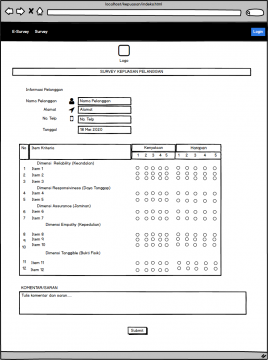 localhost/kepuasan/indeks.html
E-Survey Survey Login
Logo
SURVEY KEPUASAN PELANGGAN
Informasi Pelanggan
Nama Pelanggan Nama Pelanggan
Alamat Alamat
No. Telp No. Telp
Tanggal 16 Mei 2020
No Item Kriteria Kenyataan Harapan
1 2 3 4 5 1 2 3 4 5
Dimensi Reliability (Keandalan)
1 Item 1
2 Item 2
3 Item 3
Dimensi Responsiveness (Daya Tanggap)
4 Item 4
5 Item 5
Dimensi Assurance (Jaminan)
6 Item 6
7 Item 7
Dimensi Empathy (Kepedulian)
8 Item 8
9 Item 9
10 Item 10
Dimensi Tanggible (Bukti Fisik)
11 Item 11
12 Item 12
KOMENTAR/SARAN
Tulis komentar dan saran....
Submit